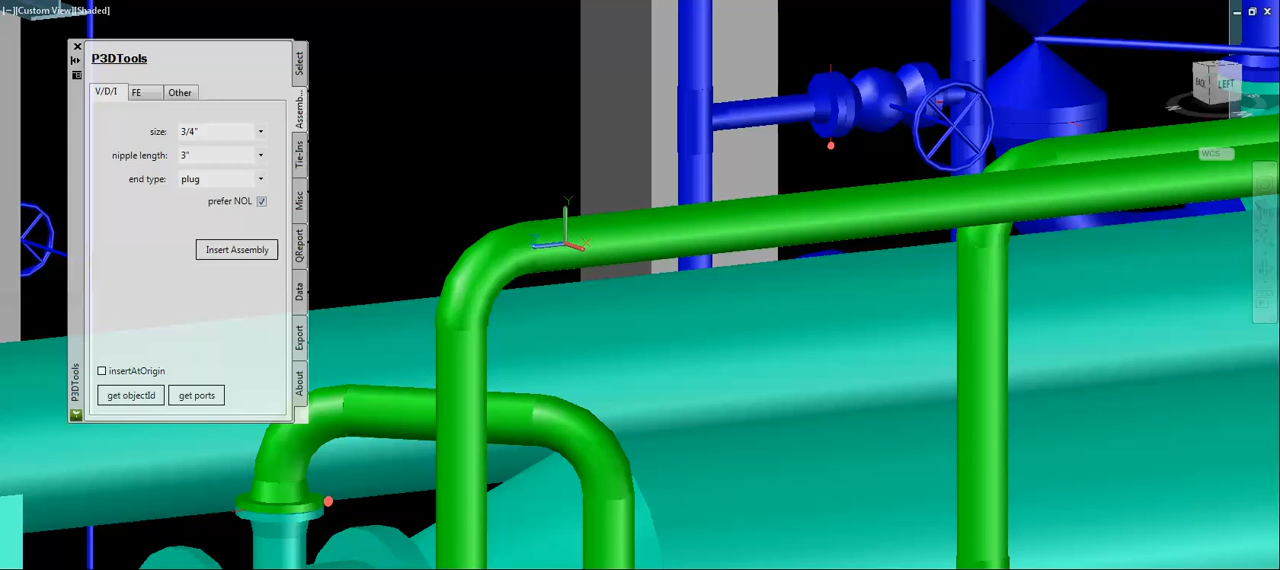 [−][Custom View][Shaded]
P3DTools
V/D/I
FE
Other
size:
3/4"
nipple length:
3"
end type:
plug
prefer NOL
Insert Assembly
insertAtOrigin
get objectId
get ports
P3DTools
Select
Assemb...
Tie-Ins
Misc
QReport
Data
Export
About
Y
X
BACK
LEFT
WCS